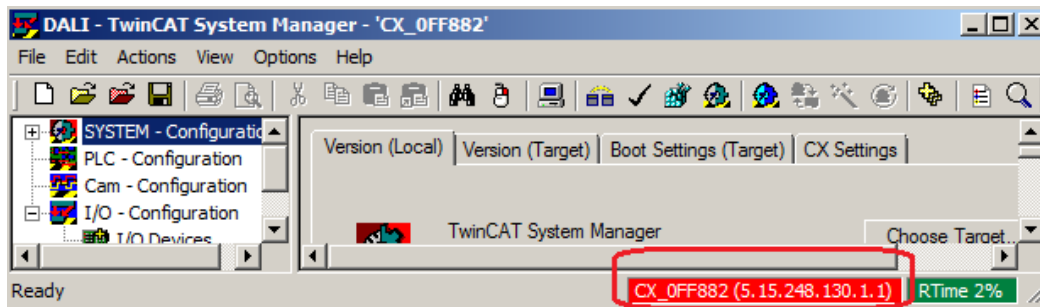 DALI - TwinCAT System Manager - 'CX_0FF882'
File Edit Actions View Options Help
SYSTEM - Configuratio
PLC - Configuration
Cam - Configuration
I/O - Configuration
I/O Devices
Version (Local) Version (Target) Boot Settings (Target) CX Settings
TwinCAT System Manager
Choose Target...
Ready
CX_0FF882 (5.15.248.130.1.1) RTime 2%